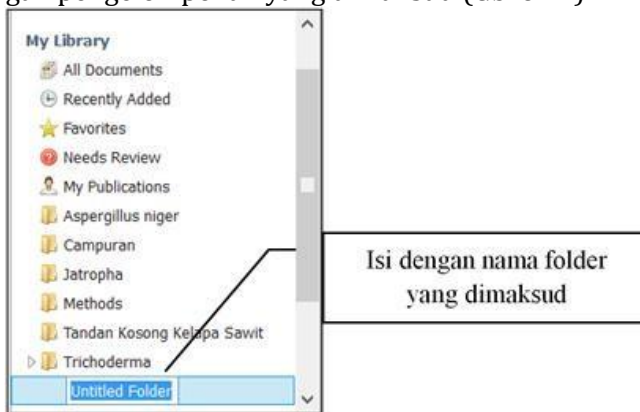 My Library
All Documents
Recently Added
Favorites
Needs Review
My Publications
Aspergillus niger
Campuran
Jatropha
Methods
Tandan Kosong Kelapa Sawit
Trichoderma
Untitled Folder
Isi dengan nama folder
yang dimaksud